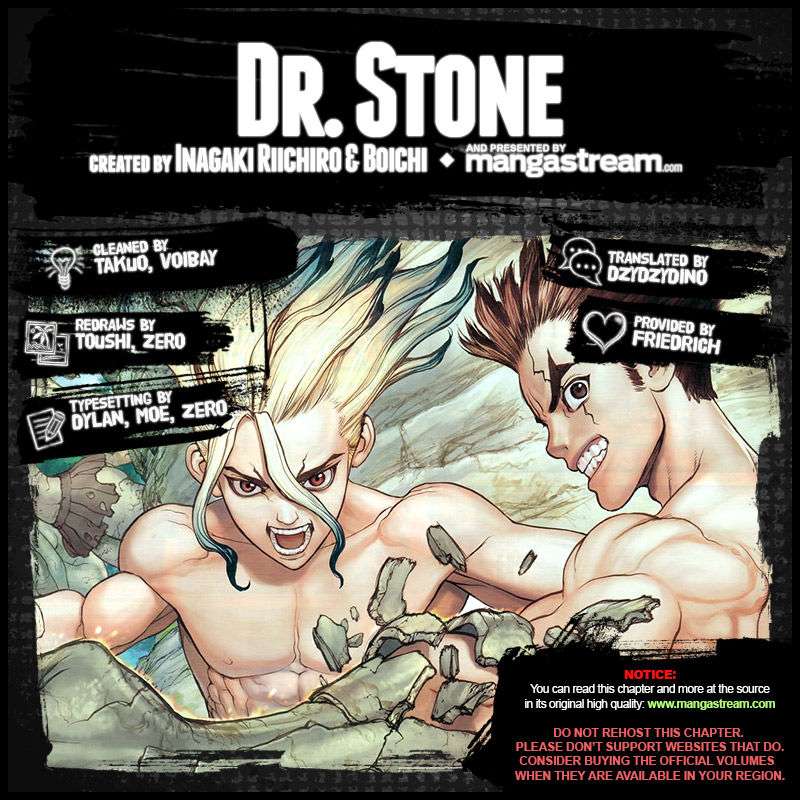 DR. STONE
CREATED BY INAGAKI RIICHIRO & BOICHI ◆ AND PRESENTED BY mangastream.com
CLEANED BY
TAKUO, VOIBAY
REDRAWS BY
TOUSHI, ZERO
TYPESETTING BY
DYLAN, MOE, ZERO
TRANSLATED BY
DZYDZYDINO
PROVIDED BY
FRIEDRICH
NOTICE:
You can read this chapter and more at the source
in its original high quality: www.mangastream.com
DO NOT REHOST THIS CHAPTER.
PLEASE DON'T SUPPORT WEBSITES THAT DO.
CONSIDER BUYING THE OFFICIAL VOLUMES
WHEN THEY ARE AVAILABLE IN YOUR REGION.